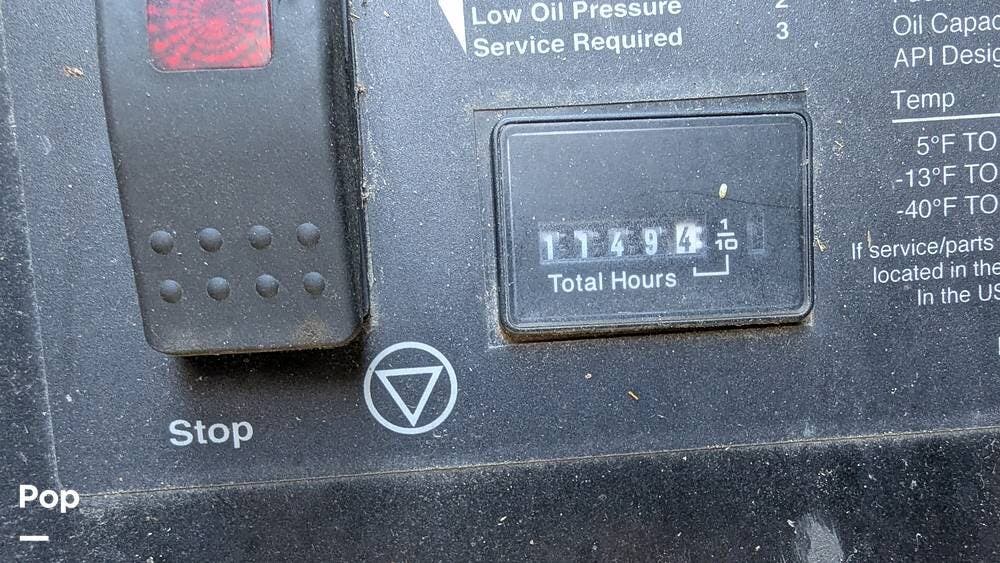 Low Oil Pressure 2
Service Required 3
Oil Capac
API Desig
Temp
5°F TO
-13°F TO
-40°F TO
If service/parts
located in the
In the US
1 1 4 9 4 1/10
Total Hours
Stop
Pop